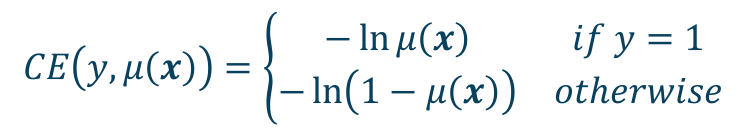 CE(y, μ(x)) = { − ln μ(x) if y = 1
− ln(1 − μ(x)) otherwise